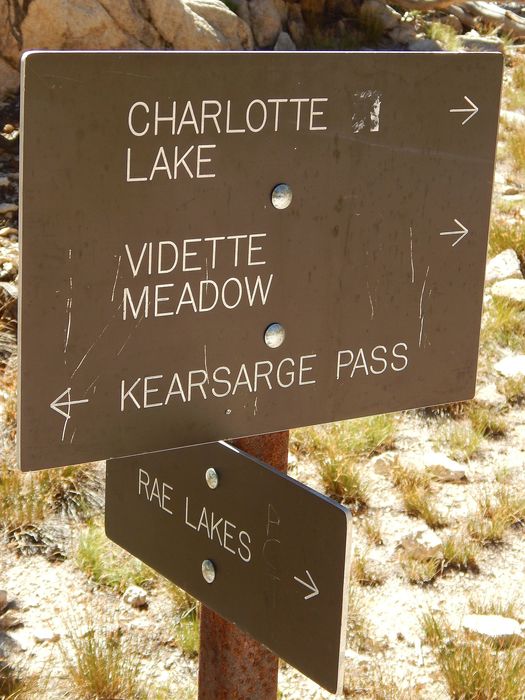 CHARLOTTE →
LAKE
VIDETTE →
MEADOW
← KEARSARGE PASS
RAE LAKES
→